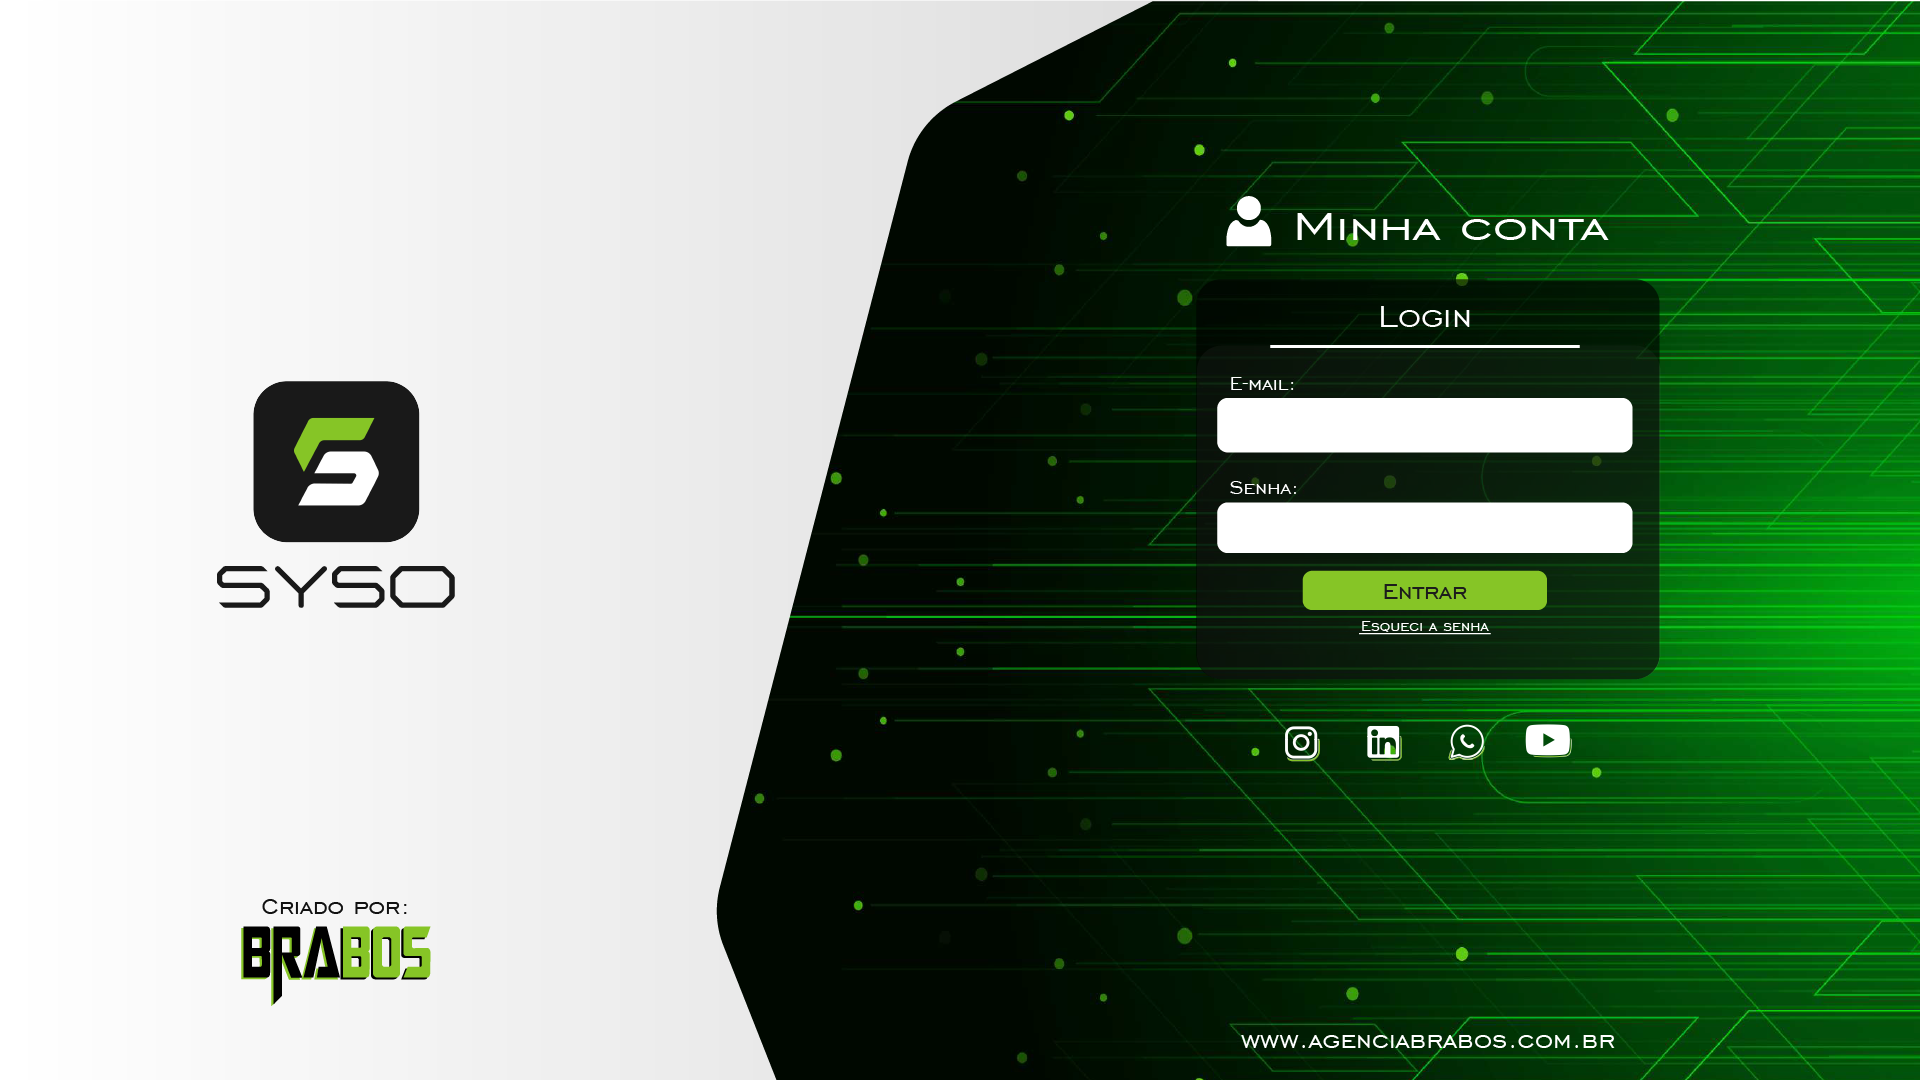 SYSO
Criado por:
BRABOS
Minha conta
Login
E-mail:
Senha:
Entrar
Esqueci a senha
www.agenciabrabos.com.br